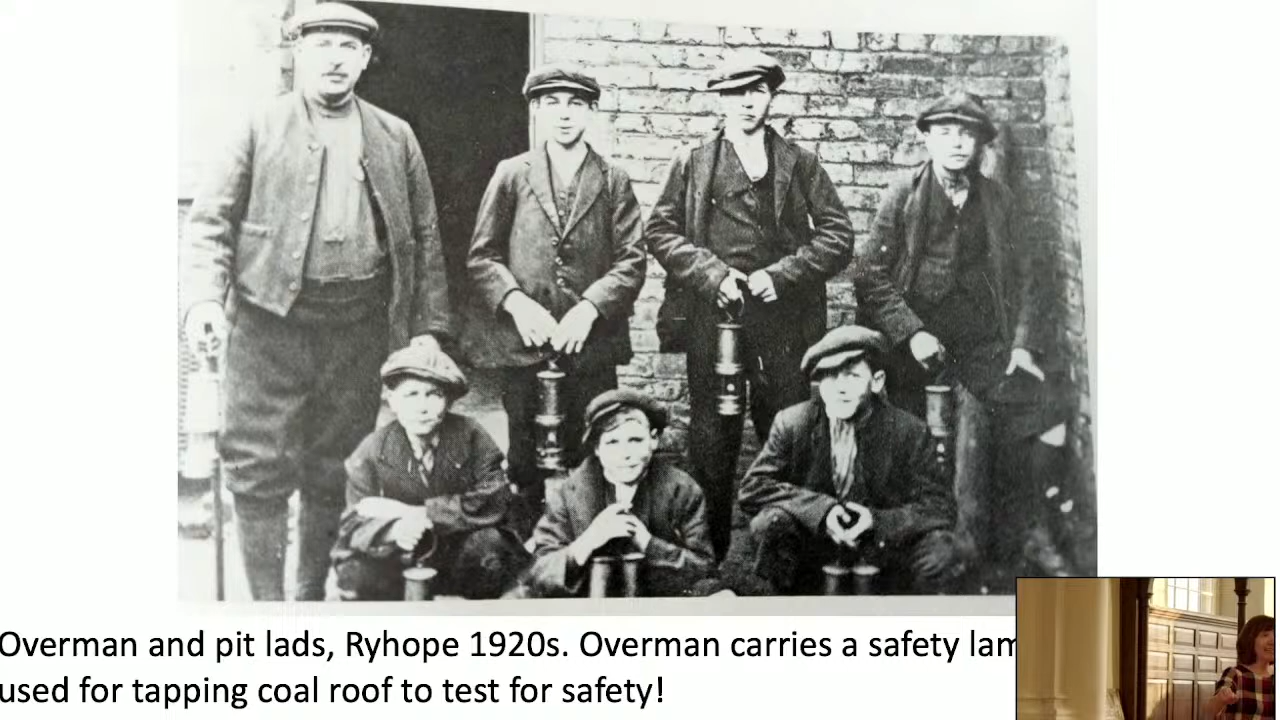 Overman and pit lads, Ryhope 1920s. Overman carries a safety
used for tapping coal roof to test for safety!